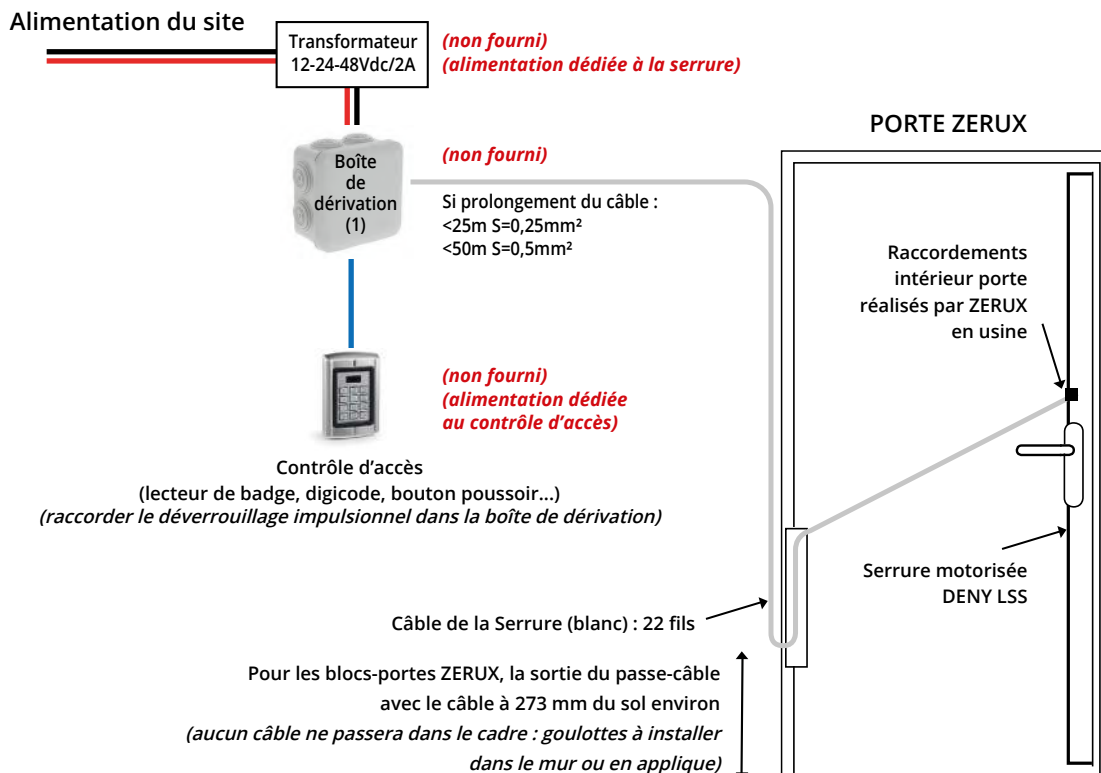 Alimentation du site
Transformateur
12-24-48Vdc/2A
(non fourni)
(alimentation dédiée à la serrure)
PORTE ZERUX
Boîte
de
dérivation
(1)
(non fourni)
Si prolongement du câble :
<25m S=0,25mm²
<50m S=0,5mm²
Raccordements
intérieur porte
réalisés par ZERUX
en usine
(non fourni)
(alimentation dédiée
au contrôle d’accès)
Contrôle d’accès
(lecteur de badge, digicode, bouton poussoir...)
(raccorder le déverrouillage impulsionnel dans la boîte de dérivation)
Serrure motorisée
DENY LSS
Câble de la Serrure (blanc) : 22 fils
Pour les blocs-portes ZERUX, la sortie du passe-câble
avec le câble à 273 mm du sol environ
(aucun câble ne passera dans le cadre : goulottes à installer
dans le mur ou en applique)